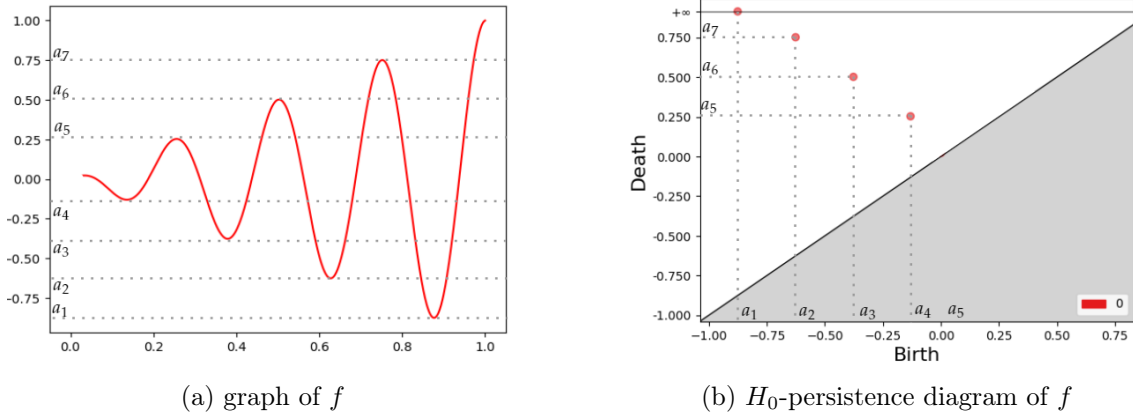 1.00
0.75
0.50
0.25
0.00
-0.25
-0.50
-0.75
a7
a6
a5
a4
a3
a2
a1
0.0 0.2 0.4 0.6 0.8 1.0
(a) graph of f
Death
+∞
0.750
0.500
0.250
0.000
-0.250
-0.500
-0.750
-1.000
a7
a6
a5
a1 a2 a3 a4 a5
0
-1.00 -0.75 -0.50 -0.25 0.00 0.25 0.50 0.75
Birth
(b) H0-persistence diagram of f